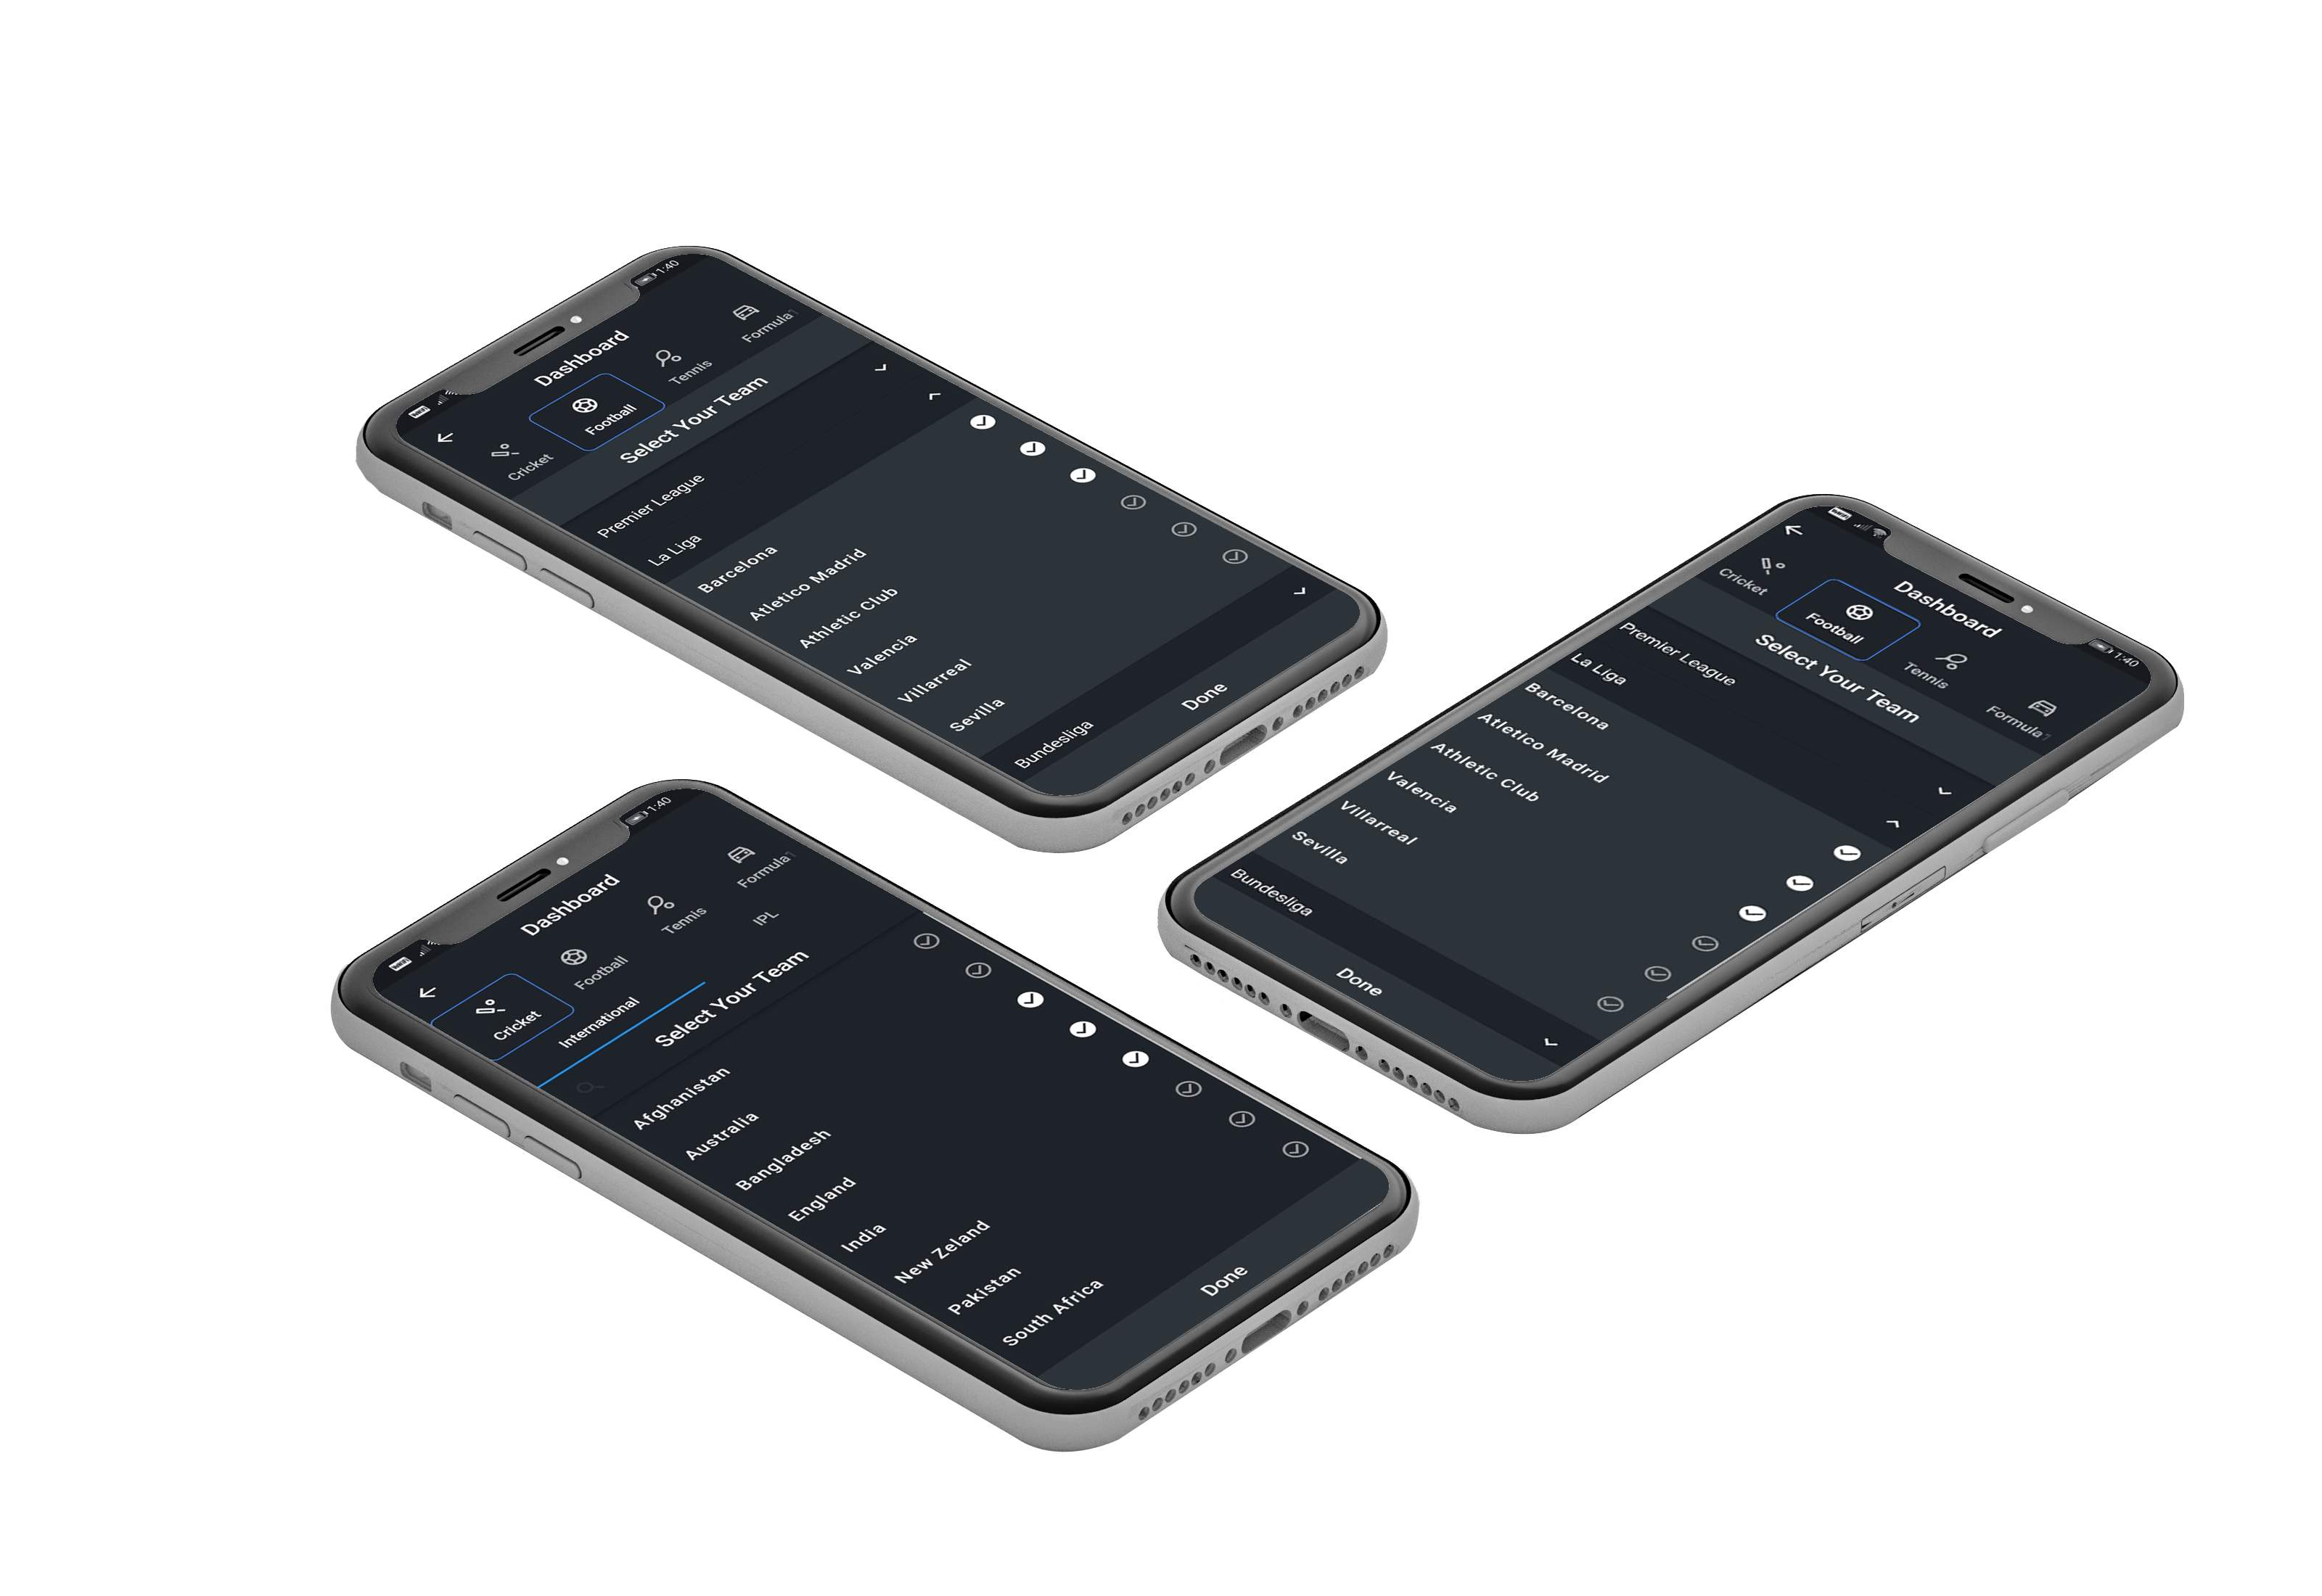 1:40
Dashboard
Cricket
Football
Tennis
Formula1
Select Your Team
Premier League
La Liga
Barcelona
Atletico Madrid
Athletic Club
Valencia
Villarreal
Sevilla
Bundesliga
Done
1:40
Dashboard
Cricket
Football
Tennis
Formula1
Select Your Team
Premier League
La Liga
Barcelona
Atletico Madrid
Athletic Club
Valencia
Villarreal
Sevilla
Bundesliga
Done
1:40
Dashboard
Cricket
Football
Tennis
Formula1
International
IPL
Select Your Team
Afghanistan
Australia
Bangladesh
England
India
New Zeland
Pakistan
South Africa
Done